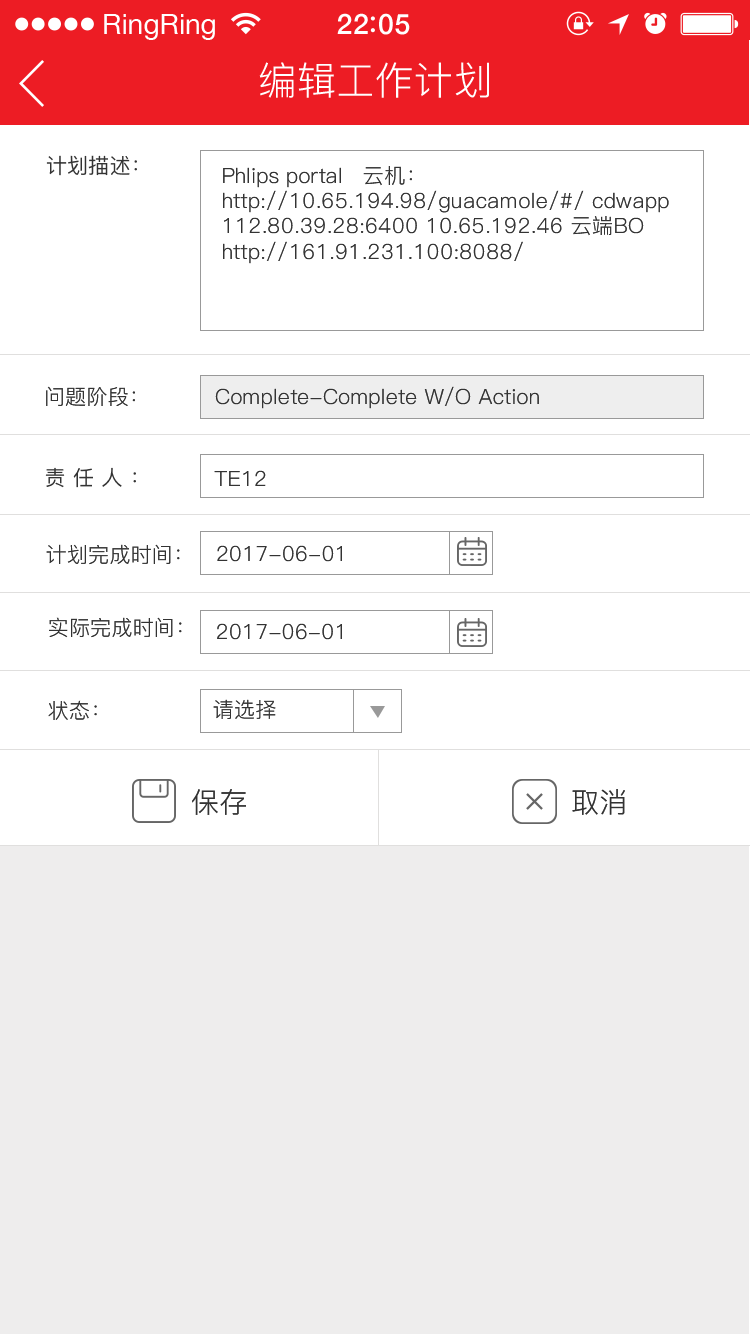 RingRing 22:05
编辑工作计划
计划描述:
Phlips portal 云机:
http://10.65.194.98/guacamole/#/ cdwapp
112.80.39.28:6400 10.65.192.46 云端BO
http://161.91.231.100:8088/
问题阶段: Complete-Complete W/O Action
责 任 人 : TE12
计划完成时间: 2017-06-01
实际完成时间: 2017-06-01
状态: 请选择
保存 取消